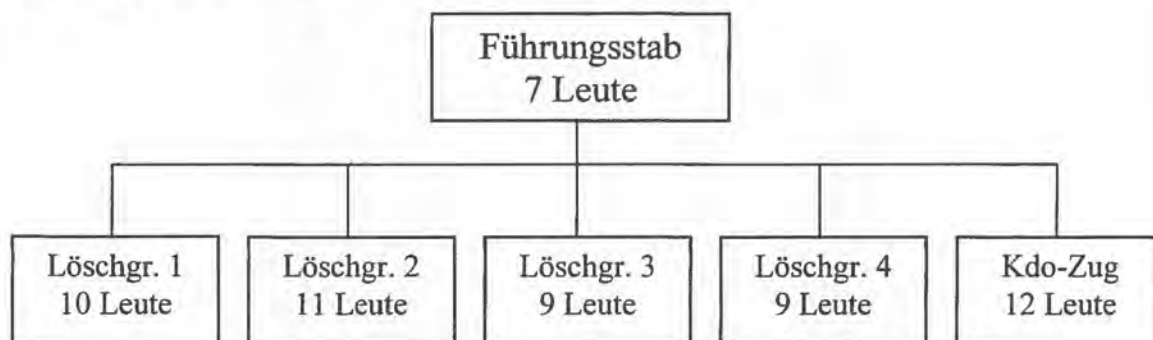 Führungsstab
7 Leute
Löschgr. 1
10 Leute
Löschgr. 2
11 Leute
Löschgr. 3
9 Leute
Löschgr. 4
9 Leute
Kdo-Zug
12 Leute